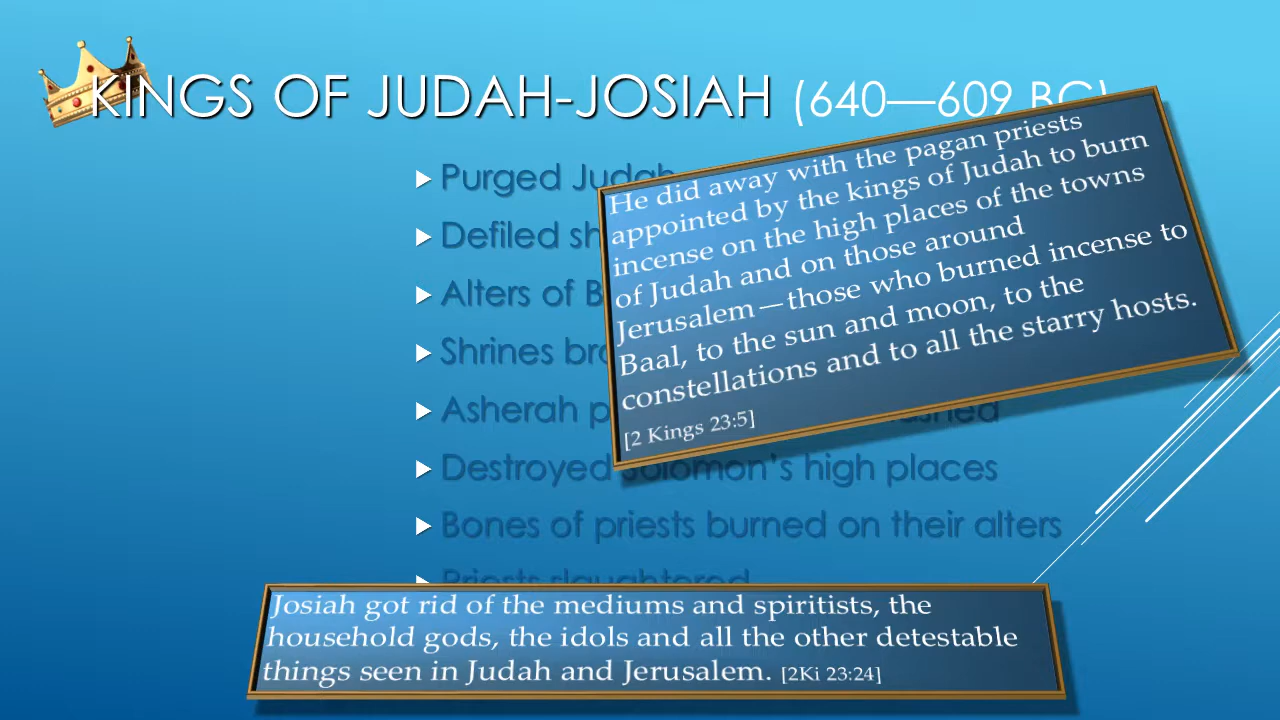 KINGS OF JUDAH-JOSIAH (640—609 BC)
Purged Judah
Defiled
Alters of
Shrines
Asherah
Destroyed Solomon's high places
Bones of priests burned on their alters
Priests slaughtered
He did away with the pagan priests
appointed by the kings of Judah to burn
incense on the high places of the towns
of Judah and on those around
Jerusalem—those who burned incense to
Baal, to the sun and moon, to the
constellations and to all the starry hosts.
[2 Kings 23:5]
Josiah got rid of the mediums and spiritists, the
household gods, the idols and all the other detestable
things seen in Judah and Jerusalem. [2Ki 23:24]